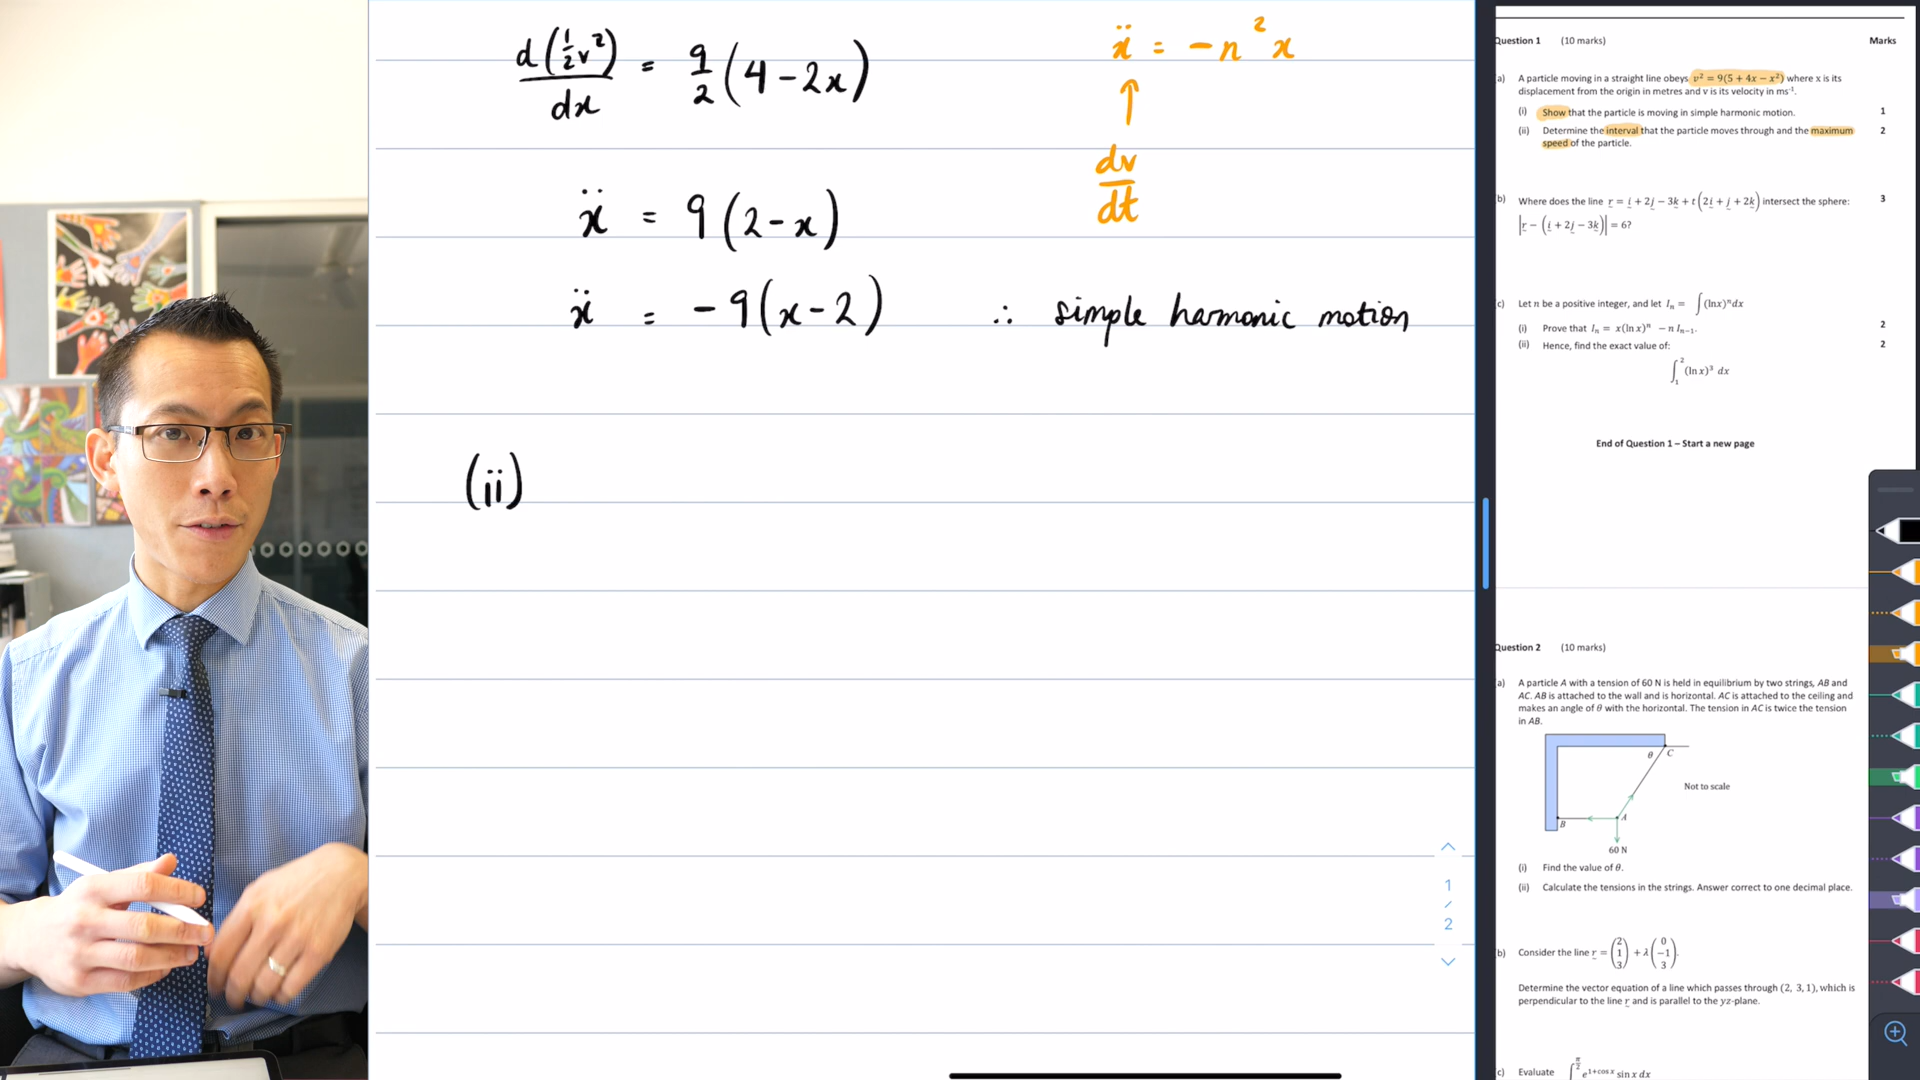 d(½v²)/dx = 9/2 (4 − 2x)
ẍ = 9(2 − x)
ẍ = −9(x − 2) ∴ simple harmonic motion
ẍ = −n²x
↑
dv/dt
(ii)
1
/
2
Question 1 (10 marks) Marks
a) A particle moving in a straight line obeys v² = 9(5 + 4x − x²) where x is its
displacement from the origin in metres and v is its velocity in ms⁻¹.
(i) Show that the particle is moving in simple harmonic motion. 1
(ii) Determine the interval that the particle moves through and the maximum 2
speed of the particle.
b) Where does the line r̰ = ḭ + 2j̰ − 3k̰ + t(2ḭ + j̰ + 2k̰) intersect the sphere: 3
|r̰ − (ḭ + 2j̰ − 3k̰)| = 6?
c) Let n be a positive integer, and let Iₙ = ∫(lnx)ⁿdx
(i) Prove that Iₙ = x(ln x)ⁿ − n Iₙ₋₁. 2
(ii) Hence, find the exact value of: 2
∫₁² (ln x)³ dx
End of Question 1 – Start a new page
Question 2 (10 marks)
a) A particle A with a tension of 60 N is held in equilibrium by two strings, AB and
AC. AB is attached to the wall and is horizontal. AC is attached to the ceiling and
makes an angle of θ with the horizontal. The tension in AC is twice the tension
in AB.
θ C
Not to scale
B A
60 N
(i) Find the value of θ.
(ii) Calculate the tensions in the strings. Answer correct to one decimal place.
b) Consider the line r̰ = (2 1 3) + λ(0 −1 3).
Determine the vector equation of a line which passes through (2, 3, 1), which is
perpendicular to the line r̰ and is parallel to the yz-plane.
c) Evaluate ∫ π/2 e^(1+cos x) sin x dx